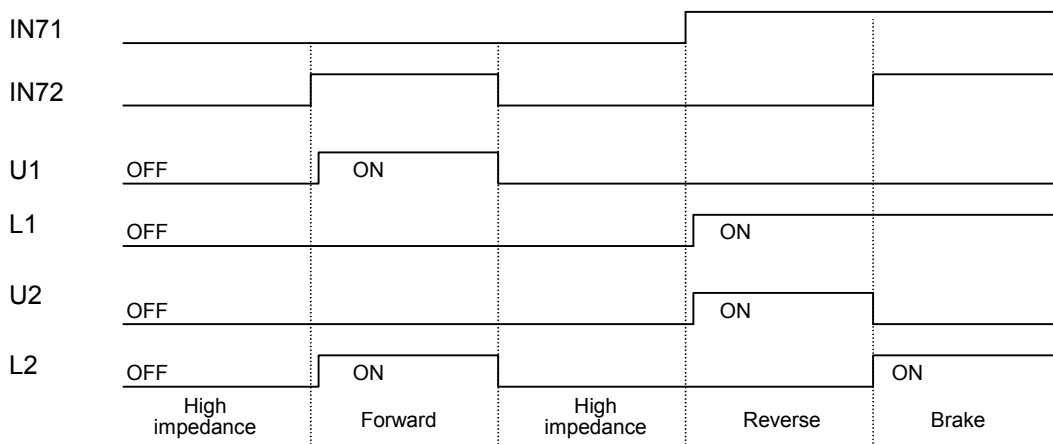 IN71
IN72
U1
OFF ON
L1
OFF ON
U2
OFF ON
L2
OFF ON ON
High impedance Forward High impedance Reverse Brake